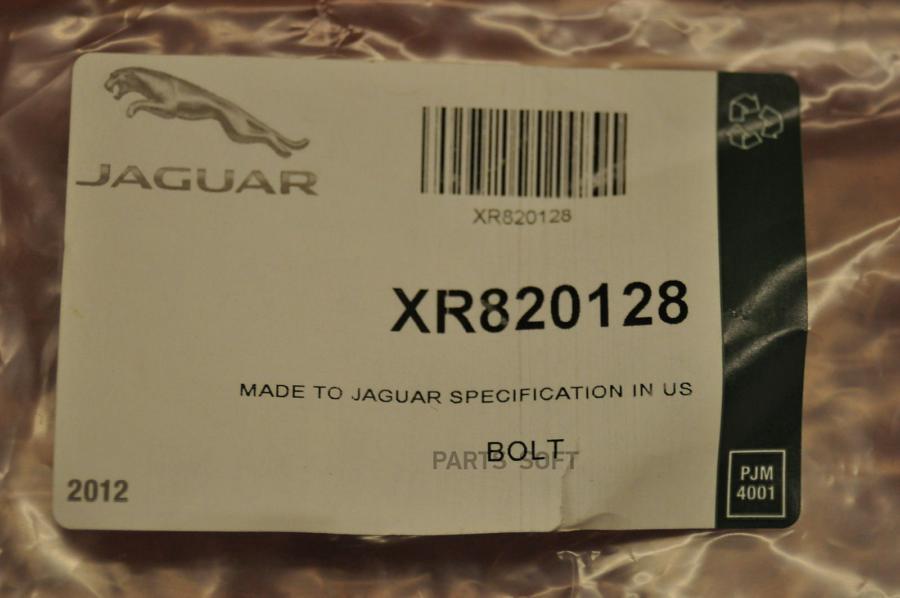 JAGUAR
XR820128
XR820128
MADE TO JAGUAR SPECIFICATION IN US
BOLT
PARTS SOFT
2012
PJM
4001